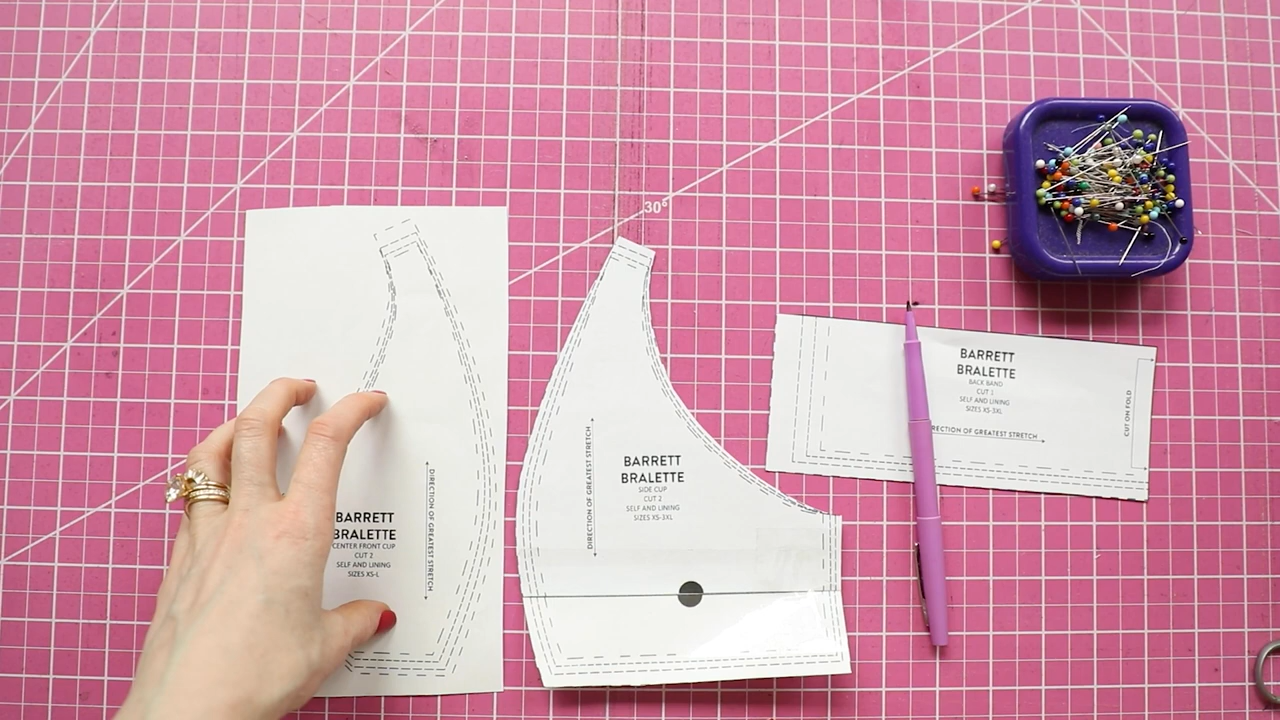 30°
BARRETT
BRALETTE
CENTER FRONT CUP
CUT 2
SELF AND LINING
SIZES XS-L
DIRECTION OF GREATEST STRETCH
DIRECTION OF GREATEST STRETCH
BARRETT
BRALETTE
SIDE CUP
CUT 2
SELF AND LINING
SIZES XS-3XL
BARRETT
BRALETTE
BACK BAND
CUT 1
SELF AND LINING
SIZES XS-3XL
OF GREATEST STRETCH
CUT ON FOLD